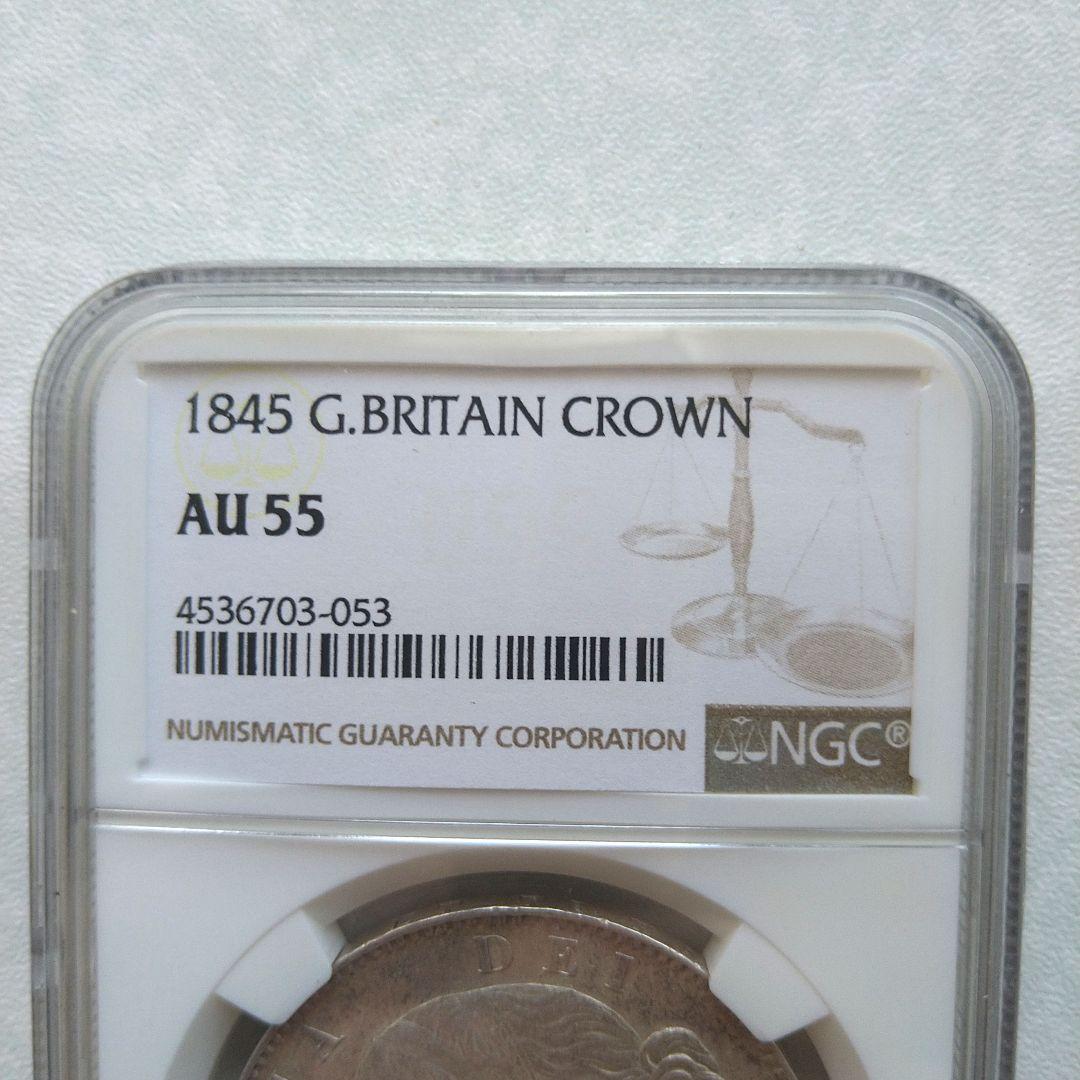 1845 G.BRITAIN CROWN
AU 55
4536703-053
NUMISMATIC GUARANTY CORPORATION
NGC®
DEI